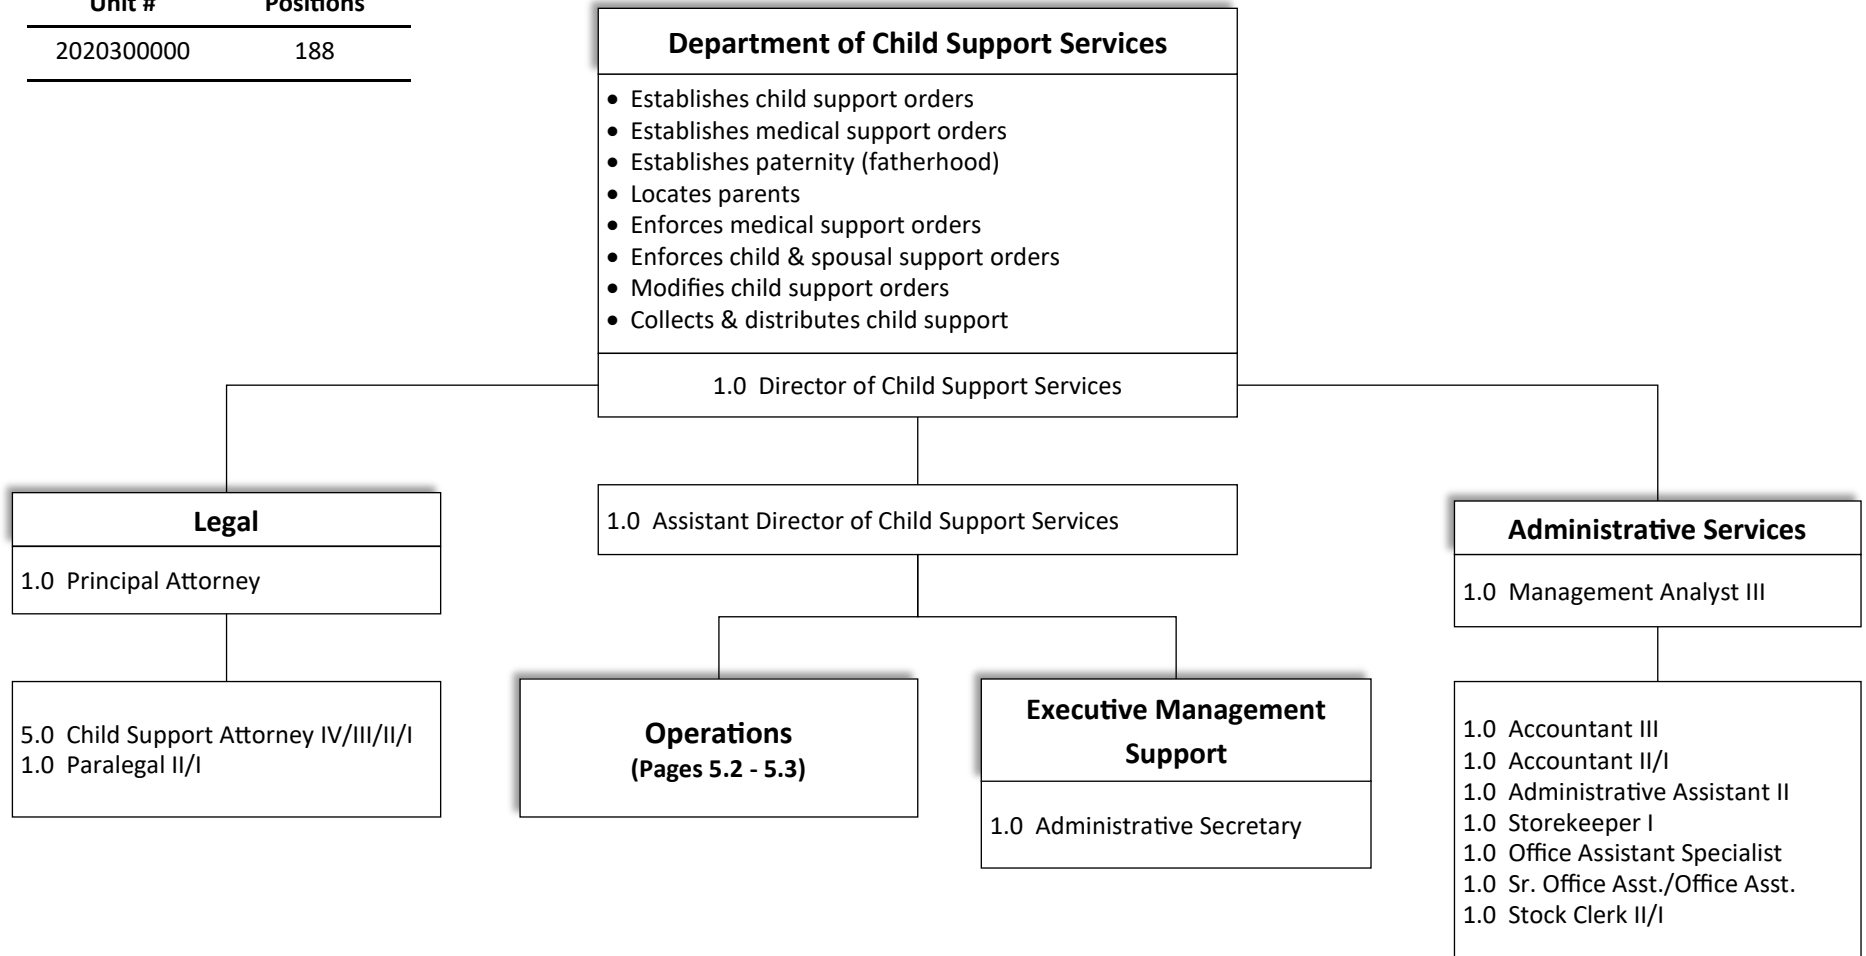 Unit # Positions
2020300000 188
Department of Child Support Services
• Establishes child support orders
• Establishes medical support orders
• Establishes paternity (fatherhood)
• Locates parents
• Enforces medical support orders
• Enforces child & spousal support orders
• Modifies child support orders
• Collects & distributes child support
1.0 Director of Child Support Services
Legal
1.0 Principal Attorney
5.0 Child Support Attorney IV/III/II/I
1.0 Paralegal II/I
1.0 Assistant Director of Child Support Services
Operations
(Pages 5.2 - 5.3)
Executive Management
Support
1.0 Administrative Secretary
Administrative Services
1.0 Management Analyst III
1.0 Accountant III
1.0 Accountant II/I
1.0 Administrative Assistant II
1.0 Storekeeper I
1.0 Office Assistant Specialist
1.0 Sr. Office Asst./Office Asst.
1.0 Stock Clerk II/I